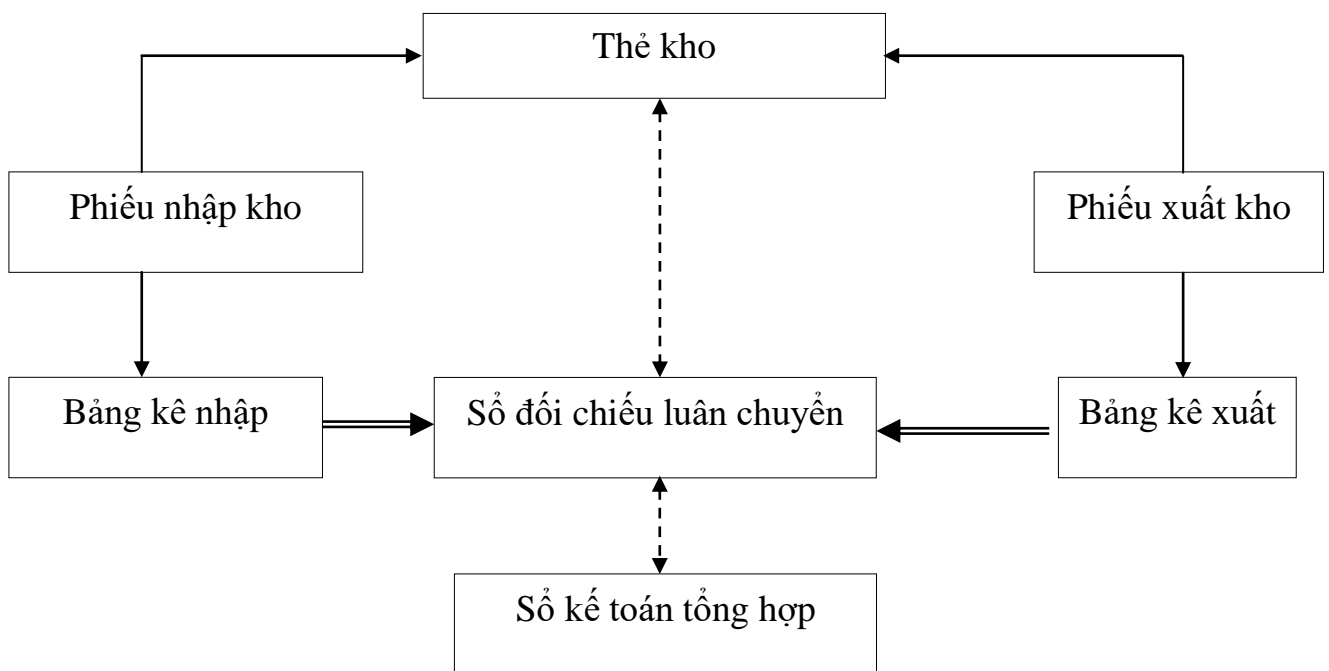 Thẻ kho
Phiếu nhập kho
Phiếu xuất kho
Bảng kê nhập
Sổ đối chiếu luân chuyển
Bảng kê xuất
Sổ kế toán tổng hợp